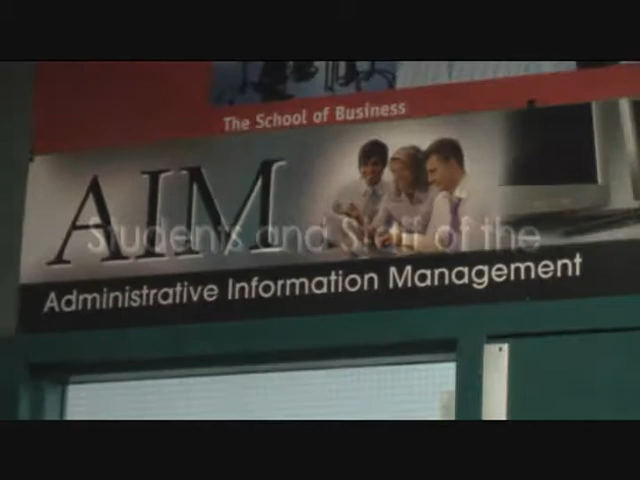 The School of Business
AIM
Students and Staff of the
Administrative Information Management